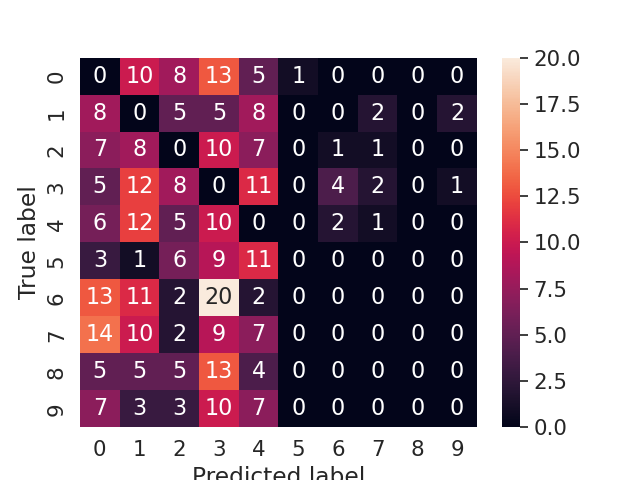 0 0 10 8 13 5 1 0 0 0 0 20.0
1 8 0 5 5 8 0 0 2 0 2 17.5
2 7 8 0 10 7 0 1 1 0 0 15.0
3 5 12 8 0 11 0 4 2 0 1 12.5
4 6 12 5 10 0 0 2 1 0 0 10.0
5 3 1 6 9 11 0 0 0 0 0 7.5
6 13 11 2 20 2 0 0 0 0 0 5.0
7 14 10 2 9 7 0 0 0 0 0 2.5
8 5 5 5 13 4 0 0 0 0 0
9 7 3 3 10 7 0 0 0 0 0 0.0
0 1 2 3 4 5 6 7 8 9
True label
Predicted label